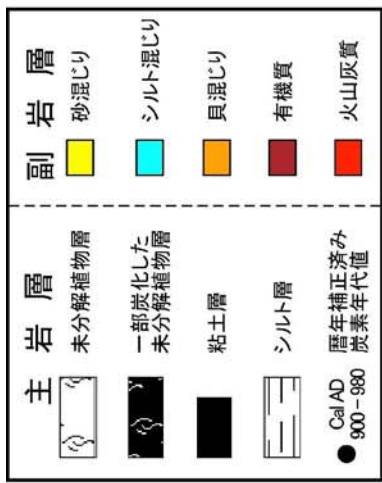 主岩層
未分解植物層
一部炭化した
未分解植物層
粘土層
シルト層
Cal AD
900-980
暦年補正済み
炭素年代値
副岩層
砂混じり
シルト混じり
貝混じり
有機質
火山灰質